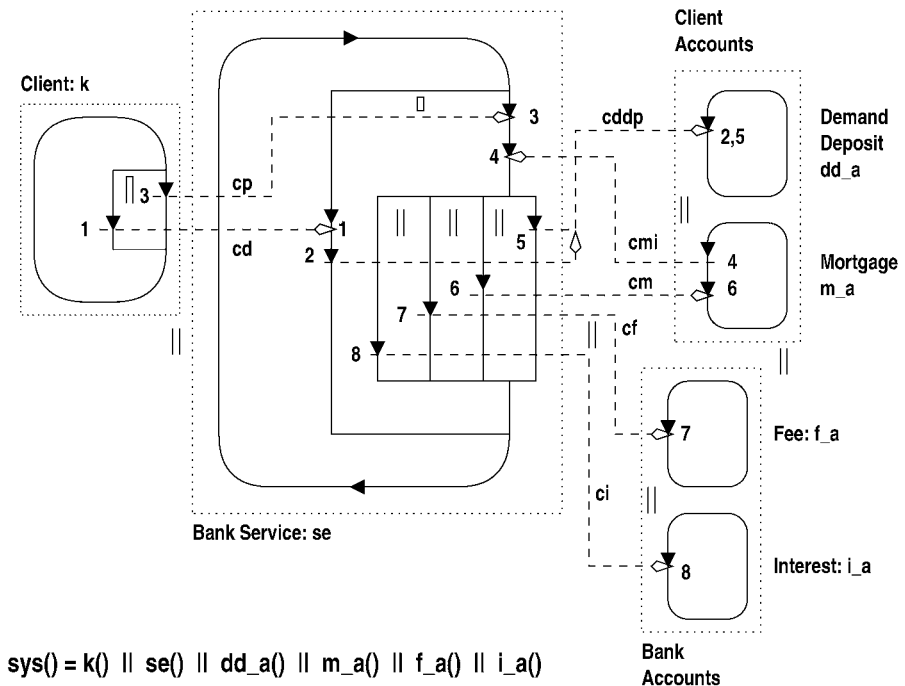 Client
Accounts
Client: k
3
cddp
2,5
Demand
Deposit
dd_a
4
3
cp
1
1
cd
2
5
cmi
4
Mortgage
m_a
6
cm
6
7
cf
8
7
Fee: f_a
ci
Bank Service: se
8
Interest: i_a
sys() = k() || se() || dd_a() || m_a() || f_a() || i_a()
Bank
Accounts